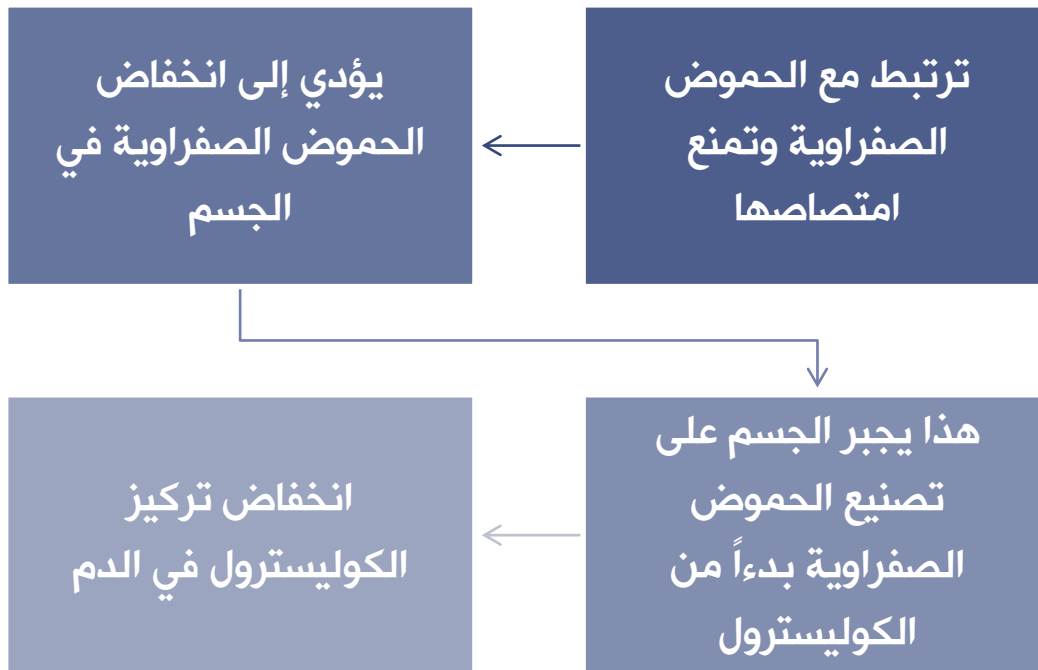 ترتبط مع الحموض
الصفراوية وتمنع
امتصاصها
يؤدي إلى انخفاض
الحموض الصفراوية في
الجسم
هذا يجبر الجسم على
تصنيع الحموض
الصفراوية بدءاً من
الكوليسترول
انخفاض تركيز
الكوليسترول في الدم